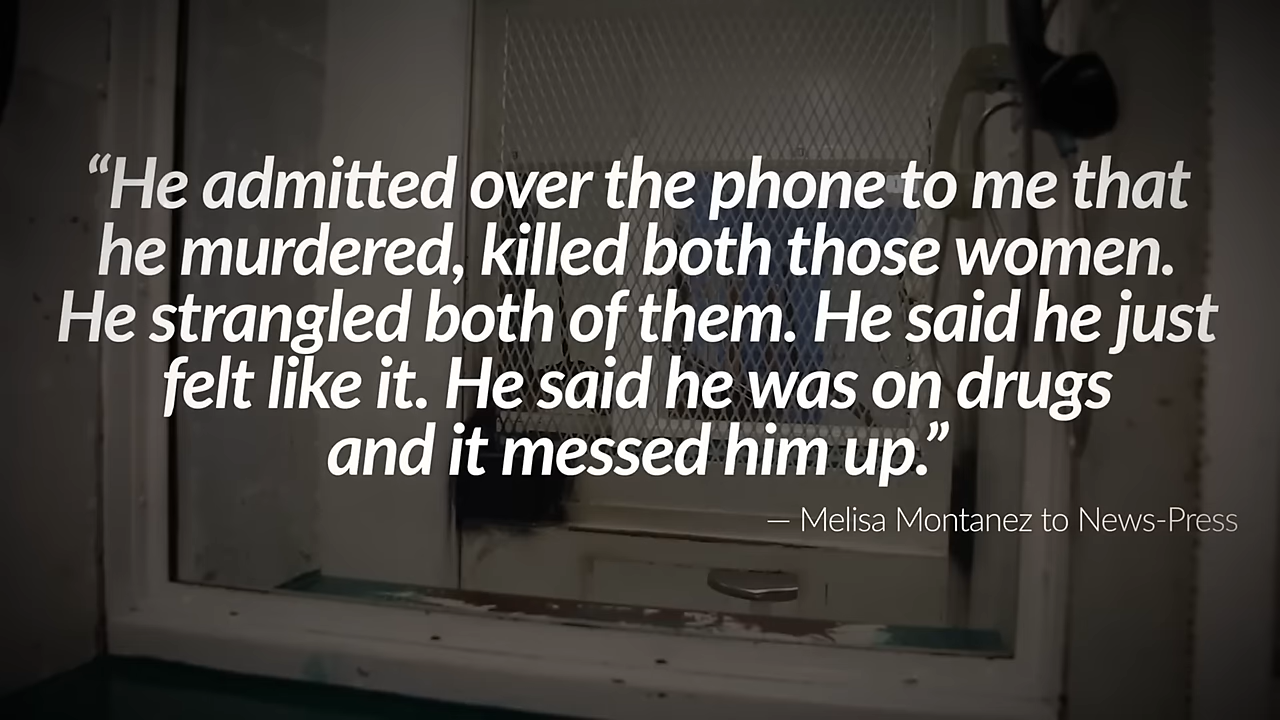 “He admitted over the phone to me that
he murdered, killed both those women.
He strangled both of them. He said he just
felt like it. He said he was on drugs
and it messed him up.”
— Melisa Montanez to News-Press